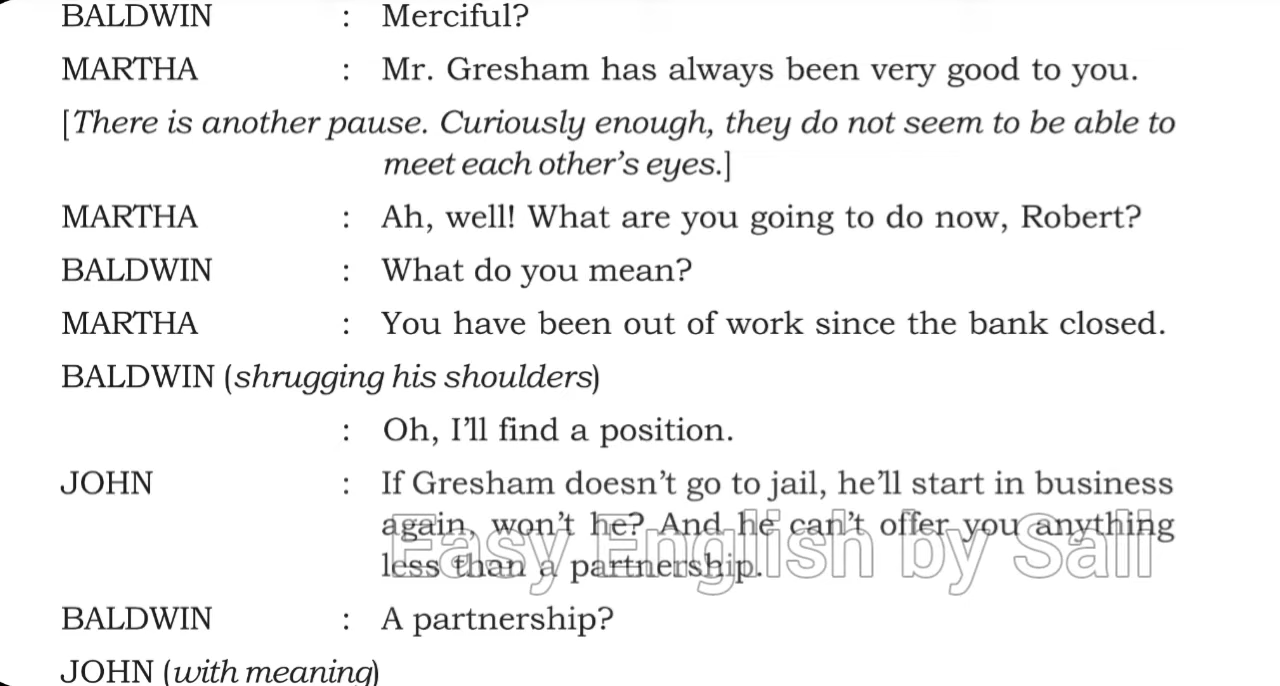 BALDWIN : Merciful?
MARTHA : Mr. Gresham has always been very good to you.
[There is another pause. Curiously enough, they do not seem to be able to
meet each other's eyes.]
MARTHA : Ah, well! What are you going to do now, Robert?
BALDWIN : What do you mean?
MARTHA : You have been out of work since the bank closed.
BALDWIN (shrugging his shoulders)
: Oh, I'll find a position.
JOHN : If Gresham doesn't go to jail, he'll start in business
again, won't he? And he can't offer you anything
less than a partnership.
Easy English by Sali
BALDWIN : A partnership?
JOHN (with meaning)